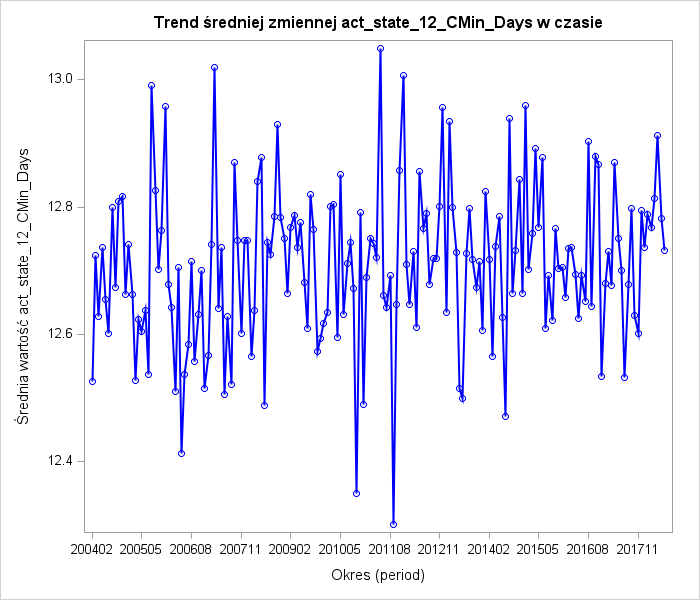 Trend średniej zmiennej act_state_12_CMin_Days w czasie
Średnia wartość act_state_12_CMin_Days
13.0
12.8
12.6
12.4
200402 200505 200608 200711 200902 201005 201108 201211 201402 201505 201608 201711
Okres (period)